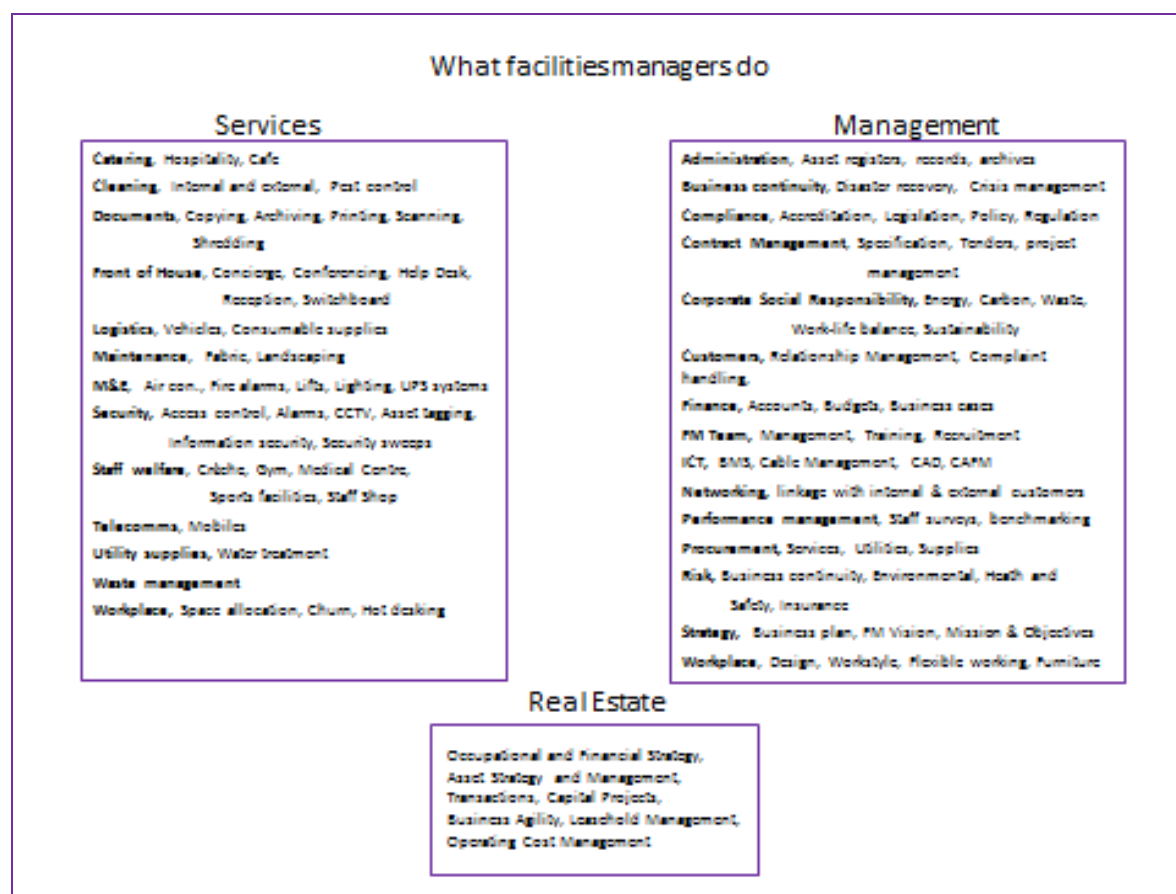 What facilities managers do
Services
Catering, Hospitality, Cafe
Cleaning, Internal and external, Pest control
Documents, Copying, Archiving, Printing, Scanning,
Shredding
Front of House, Concierge, Conferencing, Help Desk,
Reception, Switchboard
Logistics, Vehicles, Consumable supplies
Maintenance, Fabric, Landscaping
M&E, Air con., Fire alarms, Lifts, Lighting, UPS systems
Security, Access control, Alarms, CCTV, Asset tagging,
Information security, Security sweeps
Staff welfare, Crèche, Gym, Medical Centre,
Sports facilities, Staff Shop
Telecomms, Mobiles
Utility supplies, Water treatment
Waste management
Workplace, Space allocation, Churn, Hot desking
Management
Administration, Asset registers, records, archives
Business continuity, Disaster recovery, Crisis management
Compliance, Accreditation, Legislation, Policy, Regulation
Contract Management, Specification, Tenders, project
management
Corporate Social Responsibility, Energy, Carbon, Waste,
Work-life balance, Sustainability
Customers, Relationship Management, Complaint
handling,
Finance, Accounts, Budgets, Business cases
FM Team, Management, Training, Recruitment
ICT, BMS, Cable Management, CAD, CAFM
Networking, linkage with internal & external customers
Performance management, Staff surveys, benchmarking
Procurement, Services, Utilities, Supplies
Risk, Business continuity, Environmental, Heath and
Safety, Insurance
Strategy, Business plan, FM Vision, Mission & Objectives
Workplace, Design, Workstyle, Flexible working, Furniture
Real Estate
Occupational and Financial Strategy,
Asset Strategy and Management,
Transactions, Capital Projects,
Business Agility, Leasehold Management,
Operating Cost Management